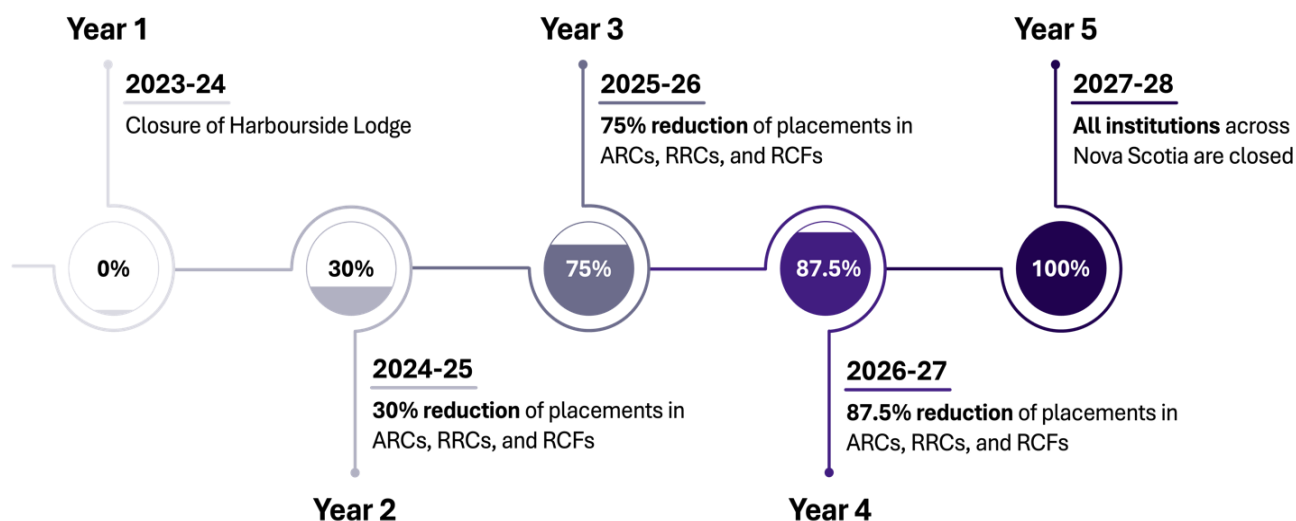 Year 1
2023-24
Closure of Harbourside Lodge
0%
30%
2024-25
30% reduction of placements in
ARCs, RRCs, and RCFs
Year 2
Year 3
2025-26
75% reduction of placements in
ARCs, RRCs, and RCFs
75%
87.5%
2026-27
87.5% reduction of placements in
ARCs, RRCs, and RCFs
Year 4
Year 5
2027-28
All institutions across
Nova Scotia are closed
100%